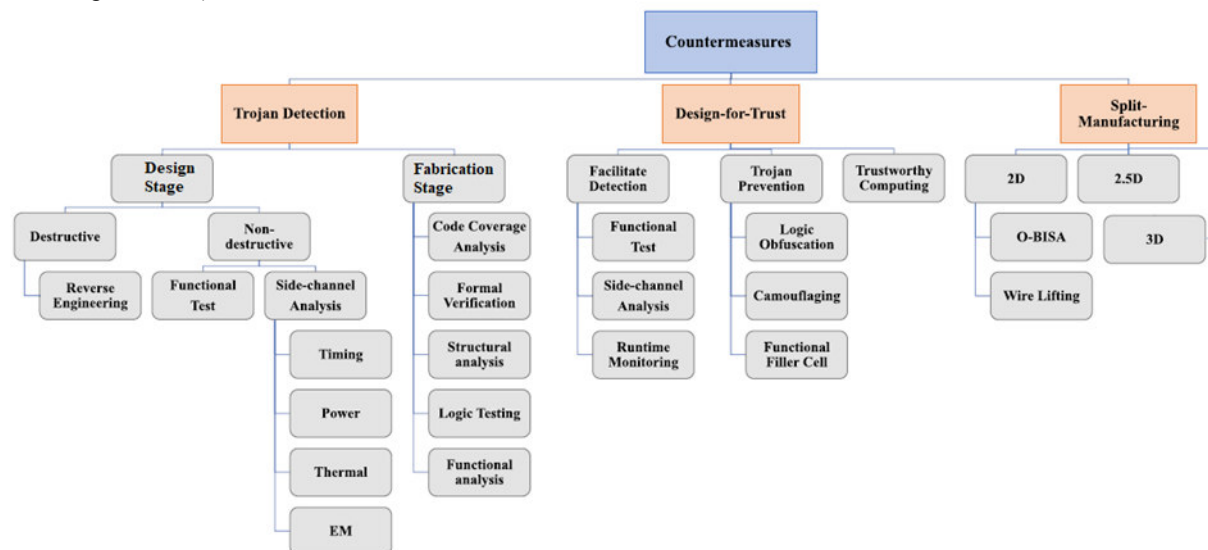 Countermeasures
Trojan Detection
Design-for-Trust
Split-
Manufacturing
Design
Stage
Fabrication
Stage
Facilitate
Detection
Trojan
Prevention
Trustworthy
Computing
2D
2.5D
Destructive
Non-
destructive
Code Coverage
Analysis
Functional
Test
Logic
Obfuscation
O-BISA
3D
Reverse
Engineering
Functional
Test
Side-channel
Analysis
Formal
Verification
Side-channel
Analysis
Camouflaging
Wire Lifting
Timing
Structural
analysis
Runtime
Monitoring
Functional
Filler Cell
Power
Logic Testing
Thermal
Functional
analysis
EM